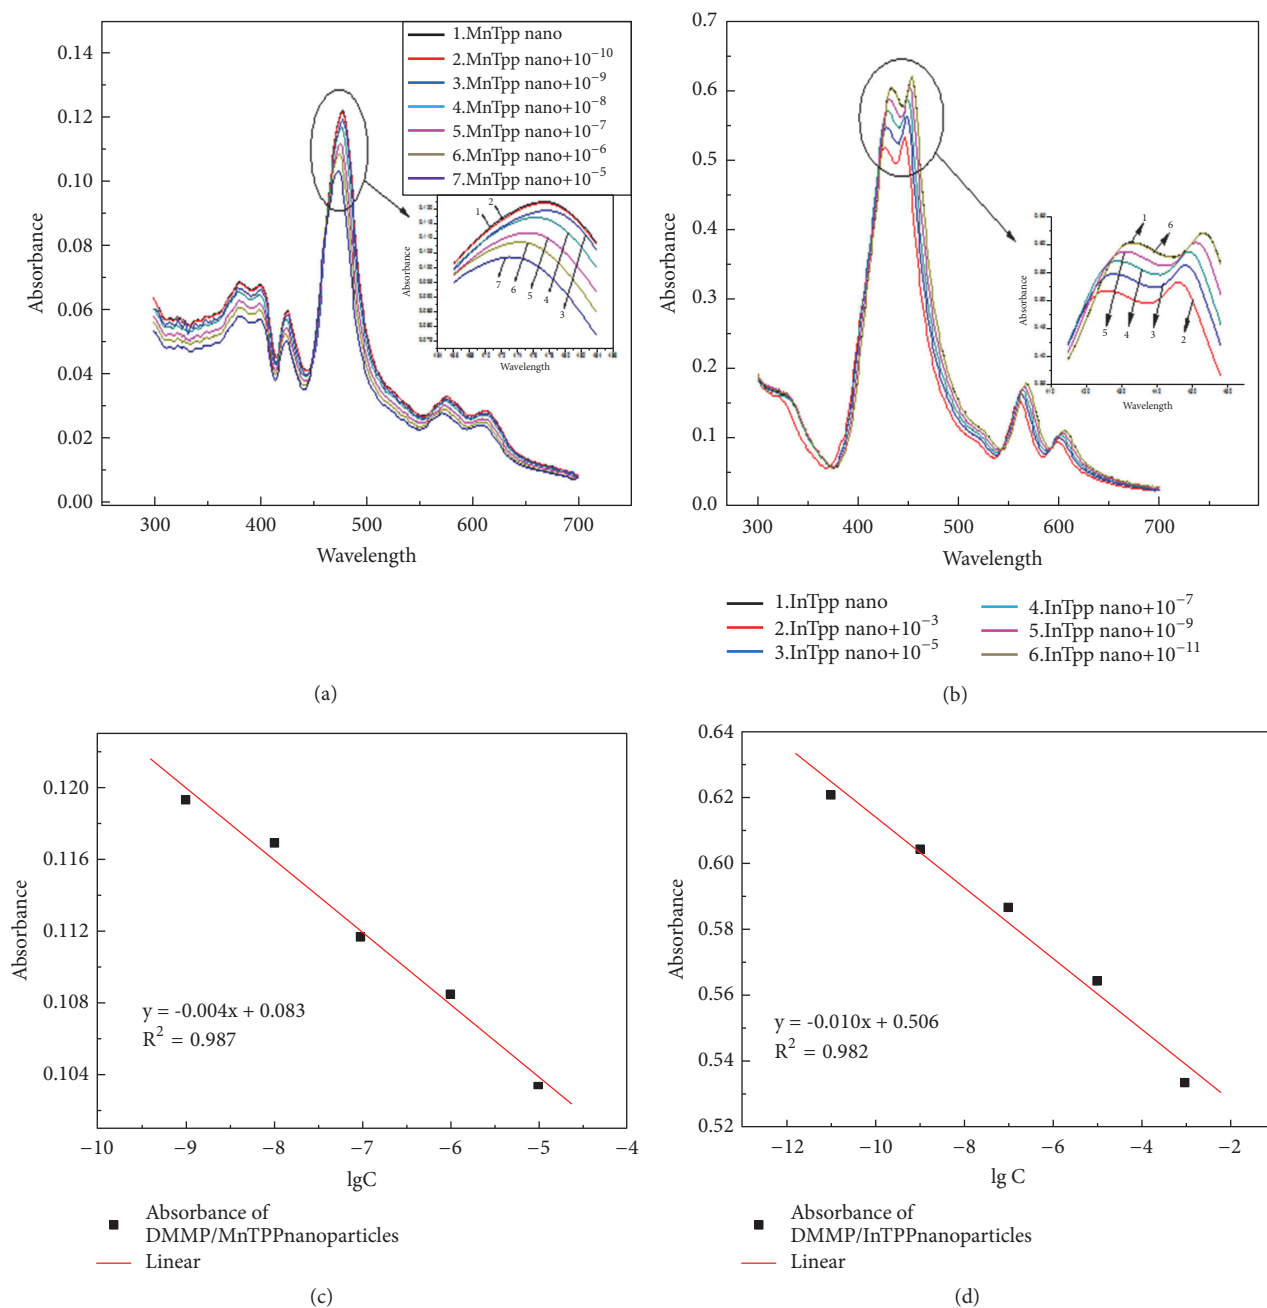 0.14
0.12
0.10
0.08
0.06
0.04
0.02
0.00
Absorbance
300
400
500
600
700
Wavelength
1.MnTpp nano
2.MnTpp nano+10⁻¹⁰
3.MnTpp nano+10⁻⁹
4.MnTpp nano+10⁻⁸
5.MnTpp nano+10⁻⁷
6.MnTpp nano+10⁻⁶
7.MnTpp nano+10⁻⁵
Absorbance
1
2
7
6
5
4
3
Wavelength
(a)
0.7
0.6
0.5
0.4
0.3
0.2
0.1
0.0
Absorbance
300
400
500
600
700
Wavelength
Absorbance
1
6
5
4
3
2
Wavelength
1.InTpp nano
2.InTpp nano+10⁻³
3.InTpp nano+10⁻⁵
4.InTpp nano+10⁻⁷
5.InTpp nano+10⁻⁹
6.InTpp nano+10⁻¹¹
(b)
0.120
0.116
0.112
0.108
0.104
Absorbance
y = -0.004x + 0.083
R² = 0.987
−10
−9
−8
−7
−6
−5
−4
lgC
Absorbance of
DMMP/MnTPPnanoparticles
Linear
(c)
0.64
0.62
0.60
0.58
0.56
0.54
0.52
Absorbance
y = -0.010x + 0.506
R² = 0.982
−12
−10
−8
−6
−4
−2
lg C
Absorbance of
DMMP/InTPPnanoparticles
Linear
(d)